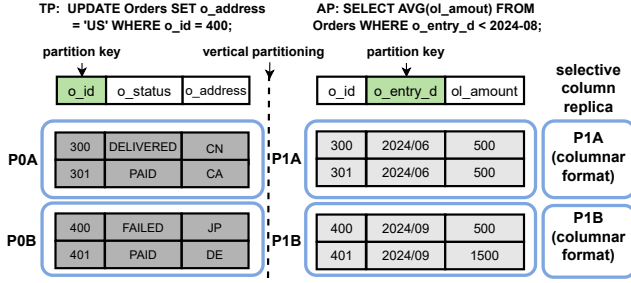 TP: UPDATE Orders SET o_address
= 'US' WHERE o_id = 400;
AP: SELECT AVG(ol_amout) FROM
Orders WHERE o_entry_d < 2024-08;
partition key
vertical partitioning
partition key
o_id o_status o_address
o_id o_entry_d ol_amount
selective
column
replica
P0A
300 DELIVERED CN
301 PAID CA
P1A
300 2024/06 500
301 2024/06 500
P1A
(columnar
format)
P0B
400 FAILED JP
401 PAID DE
P1B
400 2024/09 500
401 2024/09 1500
P1B
(columnar
format)